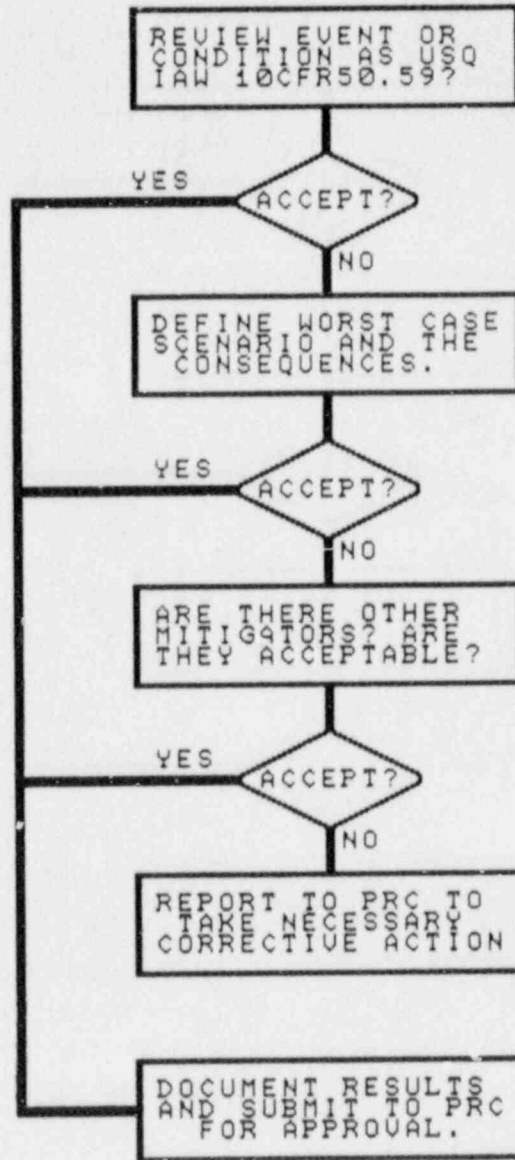 REVIEW EVENT OR
CONDITION AS USQ
IAW 10CFR50.59?
YES
ACCEPT?
NO
DEFINE WORST CASE
SCENARIO AND THE
CONSEQUENCES.
YES
ACCEPT?
NO
ARE THERE OTHER
MITIGATORS? ARE
THEY ACCEPTABLE?
YES
ACCEPT?
NO
REPORT TO PRC TO
TAKE NECESSARY
CORRECTIVE ACTION
DOCUMENT RESULTS
AND SUBMIT TO PRC
FOR APPROVAL.